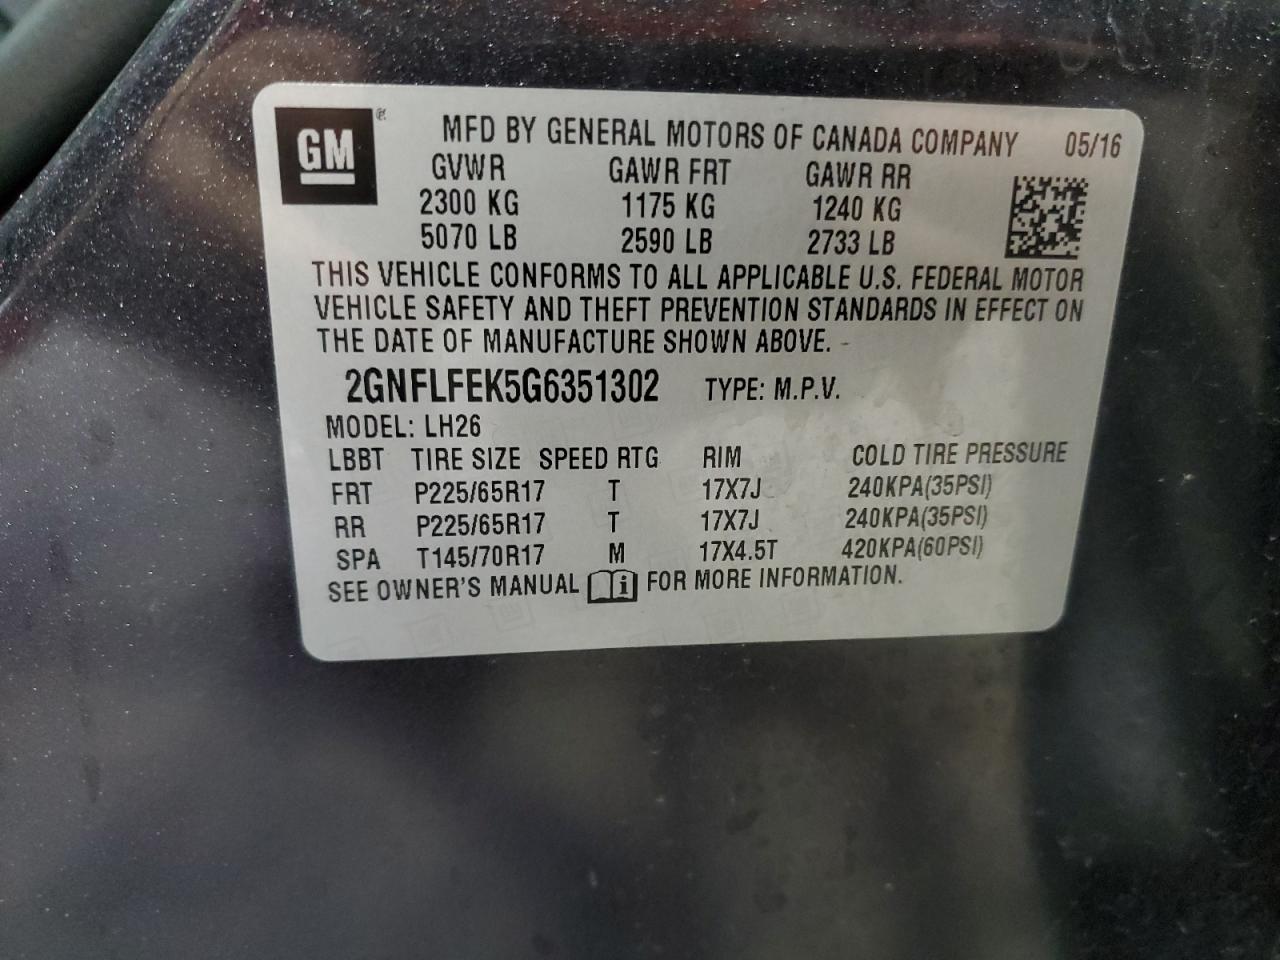 GM ®
MFD BY GENERAL MOTORS OF CANADA COMPANY 05/16
GVWR GAWR FRT GAWR RR
2300 KG 1175 KG 1240 KG
5070 LB 2590 LB 2733 LB
THIS VEHICLE CONFORMS TO ALL APPLICABLE U.S. FEDERAL MOTOR
VEHICLE SAFETY AND THEFT PREVENTION STANDARDS IN EFFECT ON
THE DATE OF MANUFACTURE SHOWN ABOVE.
2GNFLFEK5G6351302 TYPE: M.P.V.
MODEL: LH26
LBBT TIRE SIZE SPEED RTG RIM COLD TIRE PRESSURE
FRT P225/65R17 T 17X7J 240KPA(35PSI)
RR P225/65R17 T 17X7J 240KPA(35PSI)
SPA T145/70R17 M 17X4.5T 420KPA(60PSI)
SEE OWNER'S MANUAL i FOR MORE INFORMATION.